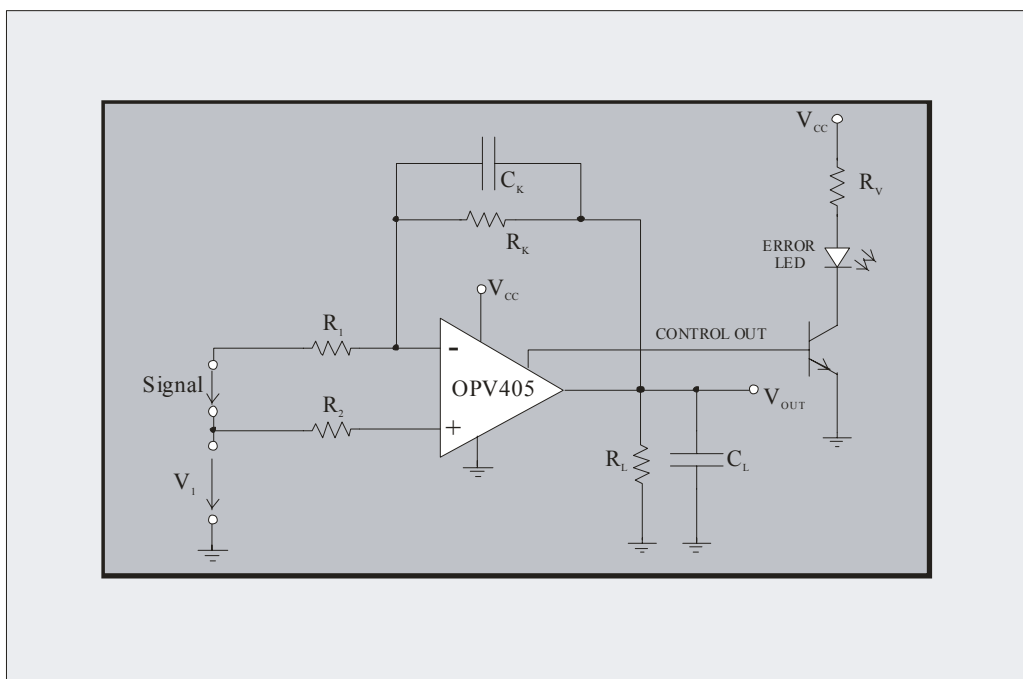 V_CC
C_K
R_V
R_K
ERROR
LED
V_CC
R_1
CONTROL OUT
-
Signal
OPV405
V_OUT
R_2
+
R_L
C_L
V_1